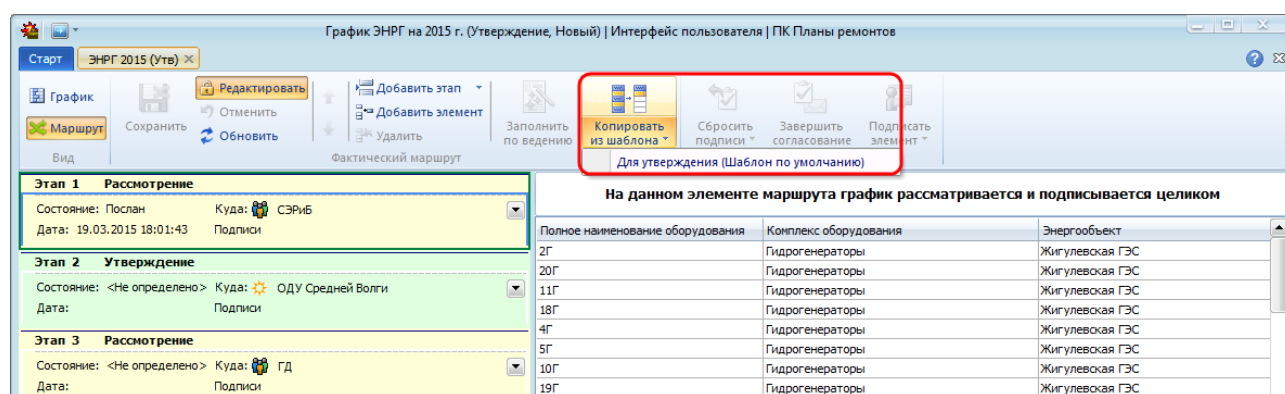 График ЭНРГ на 2015 г. (Утверждение, Новый) | Интерфейс пользователя | ПК Планы ремонтов
Старт ЭНРГ 2015 (Утв)
График
Маршрут
Вид
Сохранить
Редактировать
Отменить
Обновить
Добавить этап
Добавить элемент
Удалить
Фактический маршрут
Заполнить
по ведению
Копировать
из шаблона
Сбросить
подписи
Завершить
согласование
Подписать
элемент
Для утверждения (Шаблон по умолчанию)
Этап 1 Рассмотрение
Состояние: Послан Куда: СЭРиБ
Дата: 19.03.2015 18:01:43 Подписи
Этап 2 Утверждение
Состояние: <Не определено> Куда: ОДУ Средней Волги
Дата: Подписи
Этап 3 Рассмотрение
Состояние: <Не определено> Куда: ГД
Дата: Подписи
На данном элементе маршрута график рассматривается и подписывается целиком
Полное наименование оборудования Комплекс оборудования Энергообъект
2Г Гидрогенераторы Жигулевская ГЭС
20Г Гидрогенераторы Жигулевская ГЭС
11Г Гидрогенераторы Жигулевская ГЭС
18Г Гидрогенераторы Жигулевская ГЭС
4Г Гидрогенераторы Жигулевская ГЭС
5Г Гидрогенераторы Жигулевская ГЭС
10Г Гидрогенераторы Жигулевская ГЭС
19Г Гидрогенераторы Жигулевская ГЭС